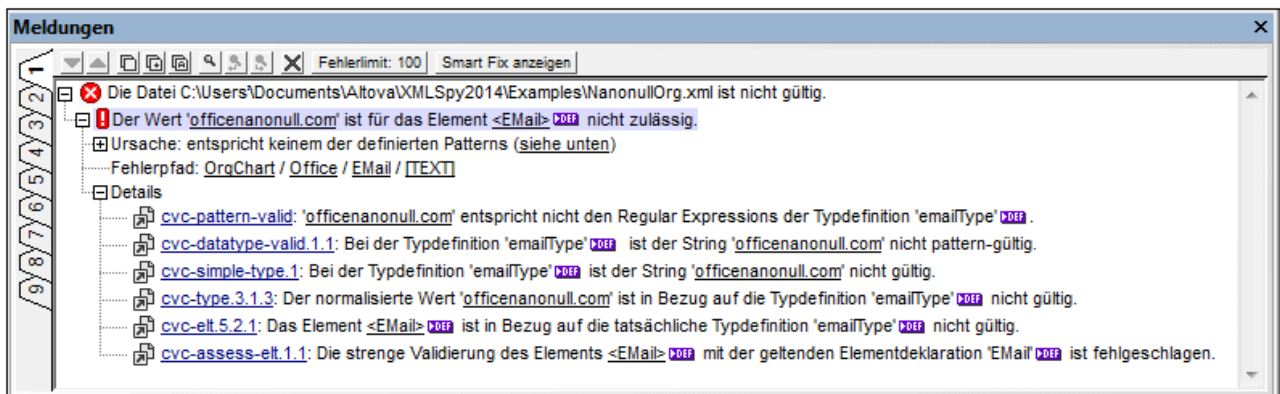 Meldungen
Fehlerlimit: 100 Smart Fix anzeigen
Die Datei C:\Users\Documents\Altova\XMLSpy2014\Examples\NanonullOrg.xml ist nicht gültig.
Der Wert 'officenanonull.com' ist für das Element <EMail> DEF nicht zulässig.
Ursache: entspricht keinem der definierten Patterns (siehe unten)
Fehlerpfad: OrgChart / Office / EMail / [TEXT]
Details
cvc-pattern-valid: 'officenanonull.com' entspricht nicht den Regular Expressions der Typdefinition 'emailType' DEF .
cvc-datatype-valid.1.1: Bei der Typdefinition 'emailType' DEF ist der String 'officenanonull.com' nicht pattern-gültig.
cvc-simple-type.1: Bei der Typdefinition 'emailType' DEF ist der String 'officenanonull.com' nicht gültig.
cvc-type.3.1.3: Der normalisierte Wert 'officenanonull.com' ist in Bezug auf die Typdefinition 'emailType' DEF nicht gültig.
cvc-elt.5.2.1: Das Element <EMail> DEF ist in Bezug auf die tatsächliche Typdefinition 'emailType' DEF nicht gültig.
cvc-assess-elt.1.1: Die strenge Validierung des Elements <EMail> DEF mit der geltenden Elementdeklaration 'EMail' DEF ist fehlgeschlagen.
1
2
3
4
5
6
7
8
9